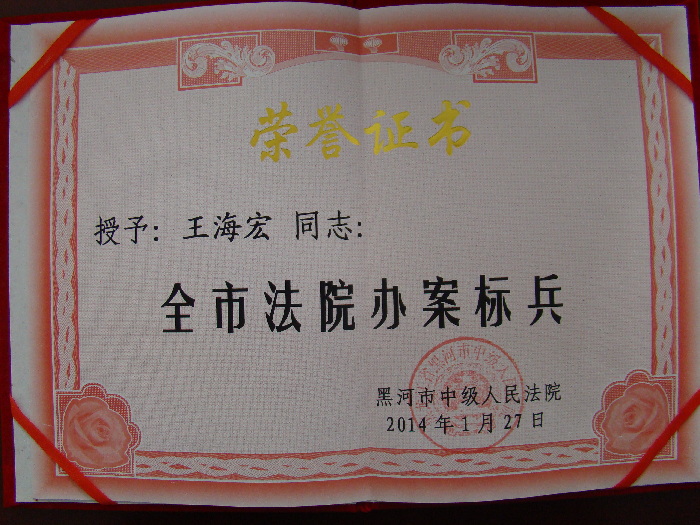 荣誉证书
授予：王海宏 同志：
全市法院办案标兵
黑河市中级人民法院
2014年1月27日